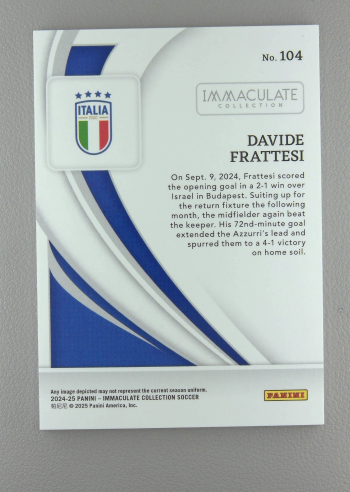 No. 104
ITALIA
IMMACULATE
COLLECTION
DAVIDE
FRATTESI
On Sept. 9, 2024, Frattesi scored
the opening goal in a 2-1 win over
Israel in Budapest. Suiting up for
the return fixture the following
month, the midfielder again beat
the keeper. His 72nd-minute goal
extended the Azzurri's lead and
spurred them to a 4-1 victory
on home soil.
PANINI
Any image depicted may not represent the current season uniform.
2024-25 PANINI – IMMACULATE COLLECTION SOCCER
帕尼尼 © 2025 Panini America, Inc.